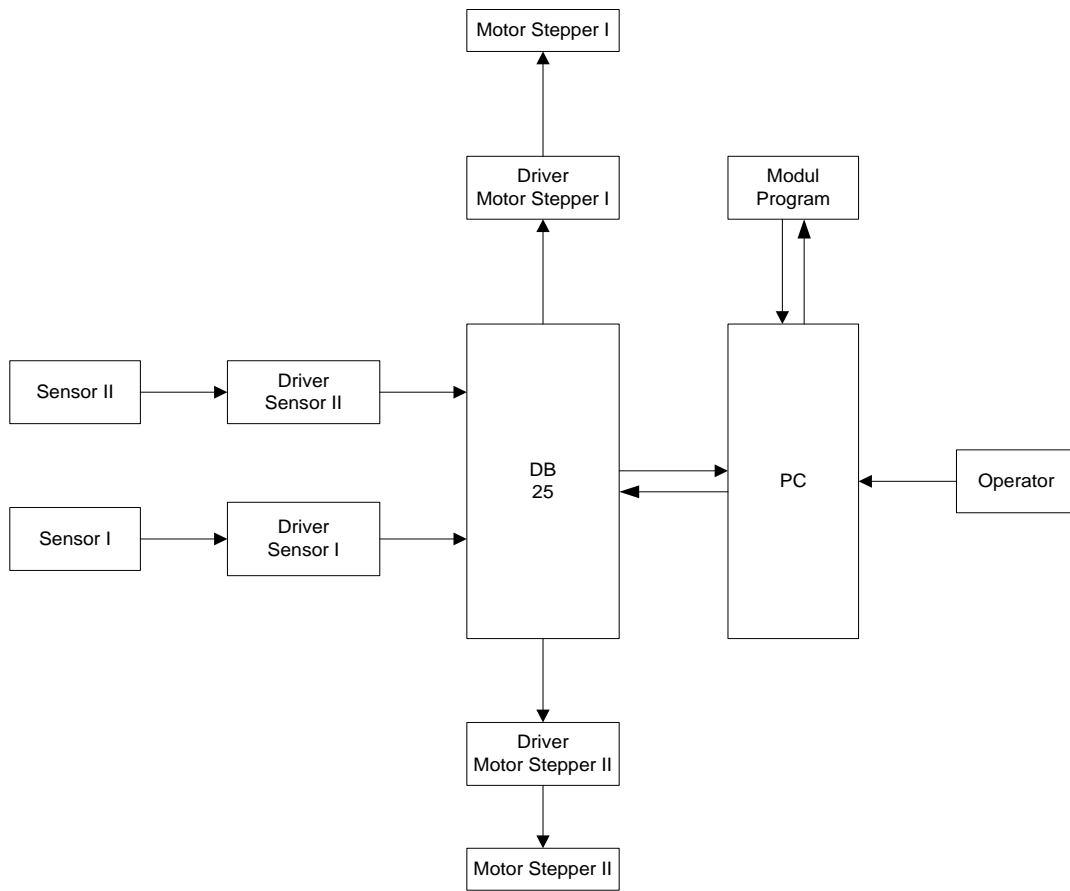 Motor Stepper I
Driver
Motor Stepper I
Modul
Program
Sensor II
Driver
Sensor II
DB
25
PC
Operator
Sensor I
Driver
Sensor I
Driver
Motor Stepper II
Motor Stepper II